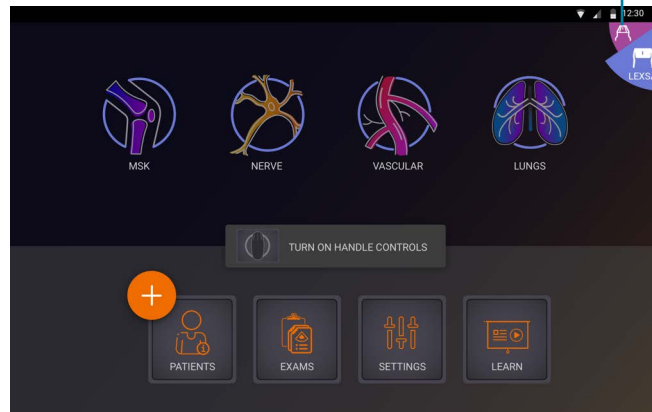 12:30
LEXSA
MSK
NERVE
VASCULAR
LUNGS
TURN ON HANDLE CONTROLS
PATIENTS
EXAMS
SETTINGS
LEARN